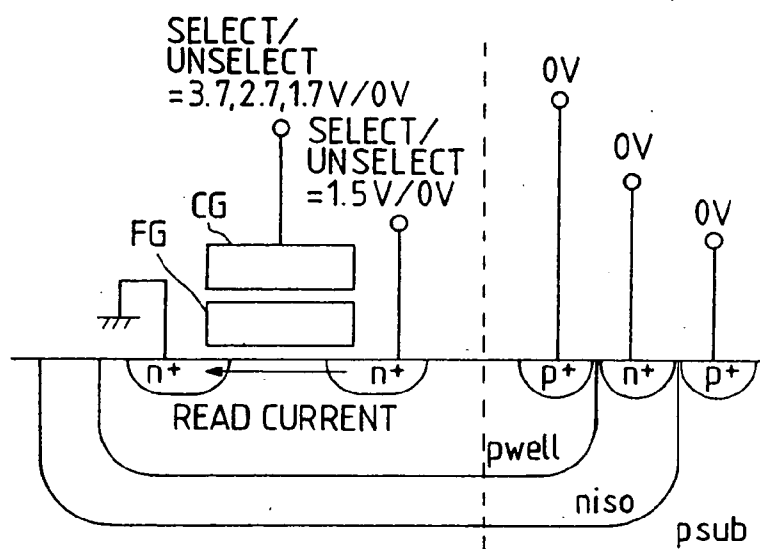 SELECT/
UNSELECT
=3.7,2.7,1.7V/0V
SELECT/
UNSELECT
=1.5V/0V
0V
0V
0V
CG
FG
n+
n+
p+
n+
p+
READ CURRENT
pwell
niso
psub